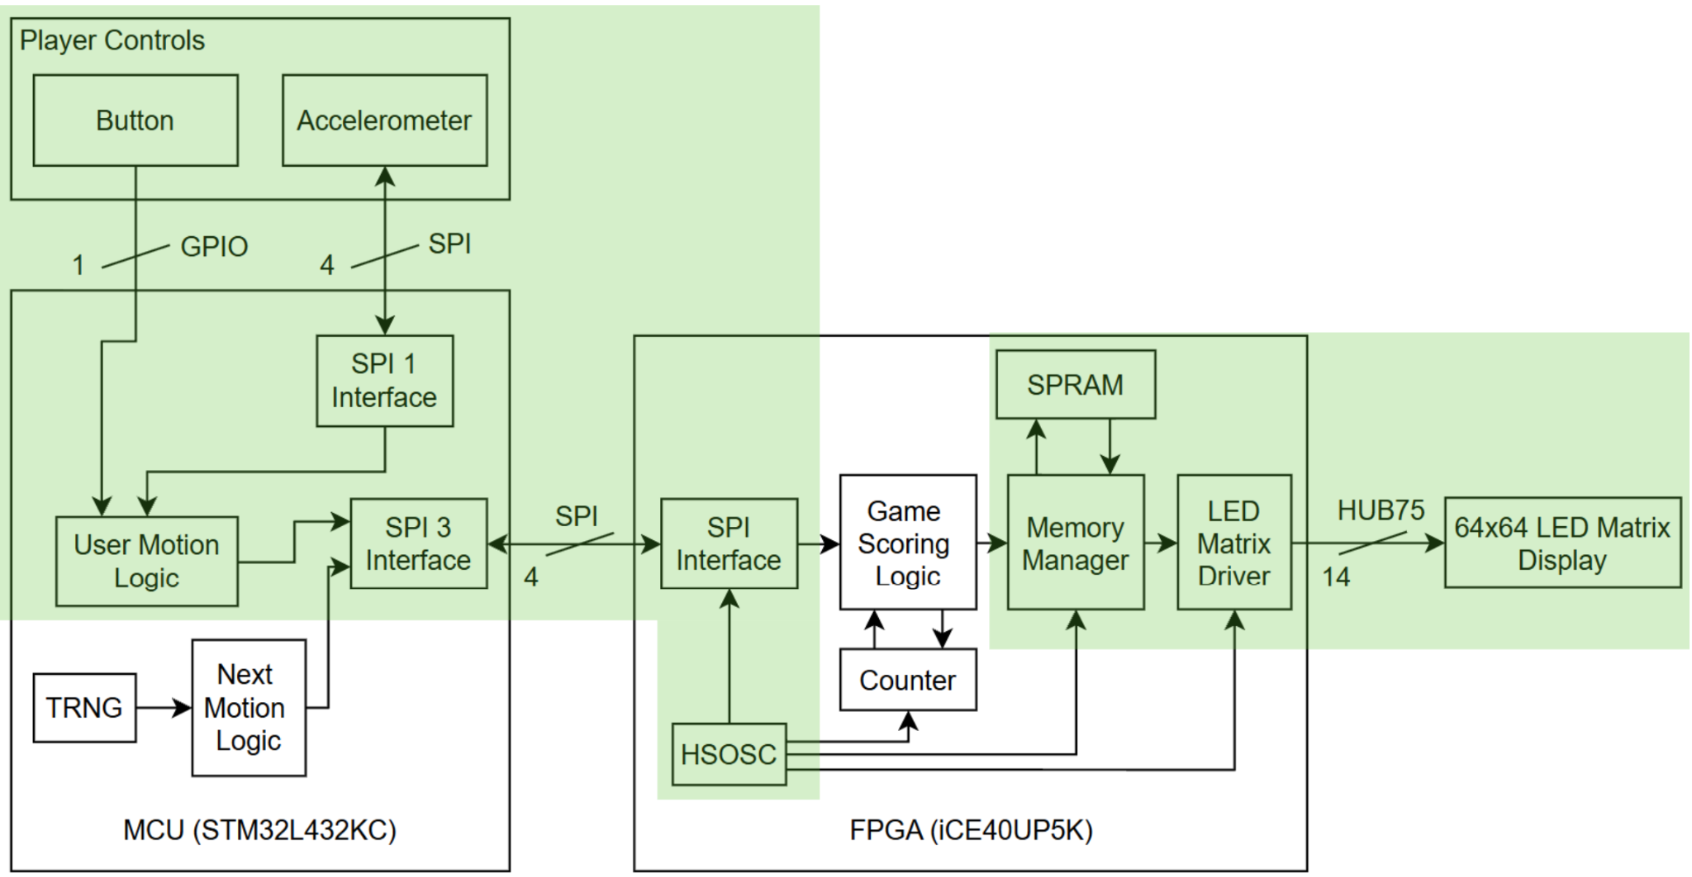 Player Controls
Button
Accelerometer
1
GPIO
4
SPI
SPI 1
Interface
User Motion
Logic
SPI 3
Interface
TRNG
Next
Motion
Logic
MCU (STM32L432KC)
SPI
4
SPI
Interface
HSOSC
Game
Scoring
Logic
Counter
SPRAM
Memory
Manager
LED
Matrix
Driver
FPGA (iCE40UP5K)
HUB75
14
64x64 LED Matrix
Display